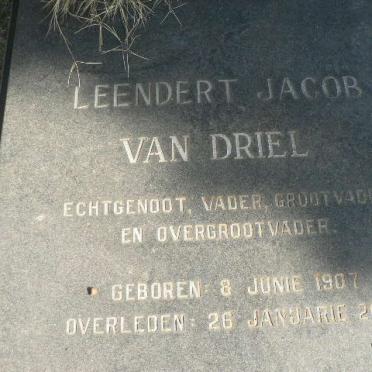 LEENDERT JACOB
VAN DRIEL
ECHTGENOOT, VADER, GROOTVADER
EN OVERGROOTVADER.
GEBOREN: 8 JUNIE 1907
OVERLEDEN: 26 JANUARIE